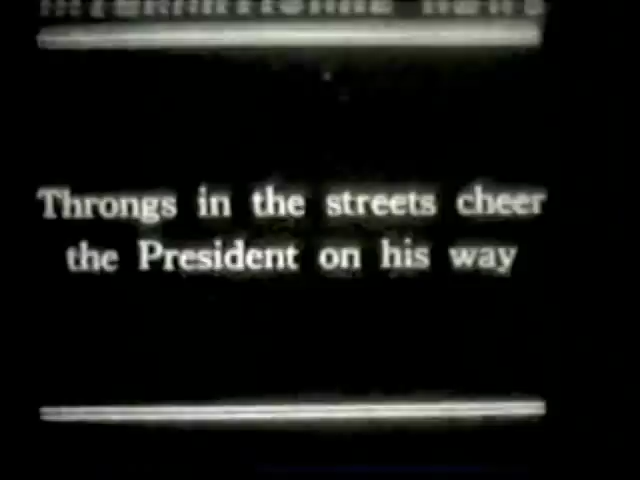 Throngs in the streets cheer
the President on his way